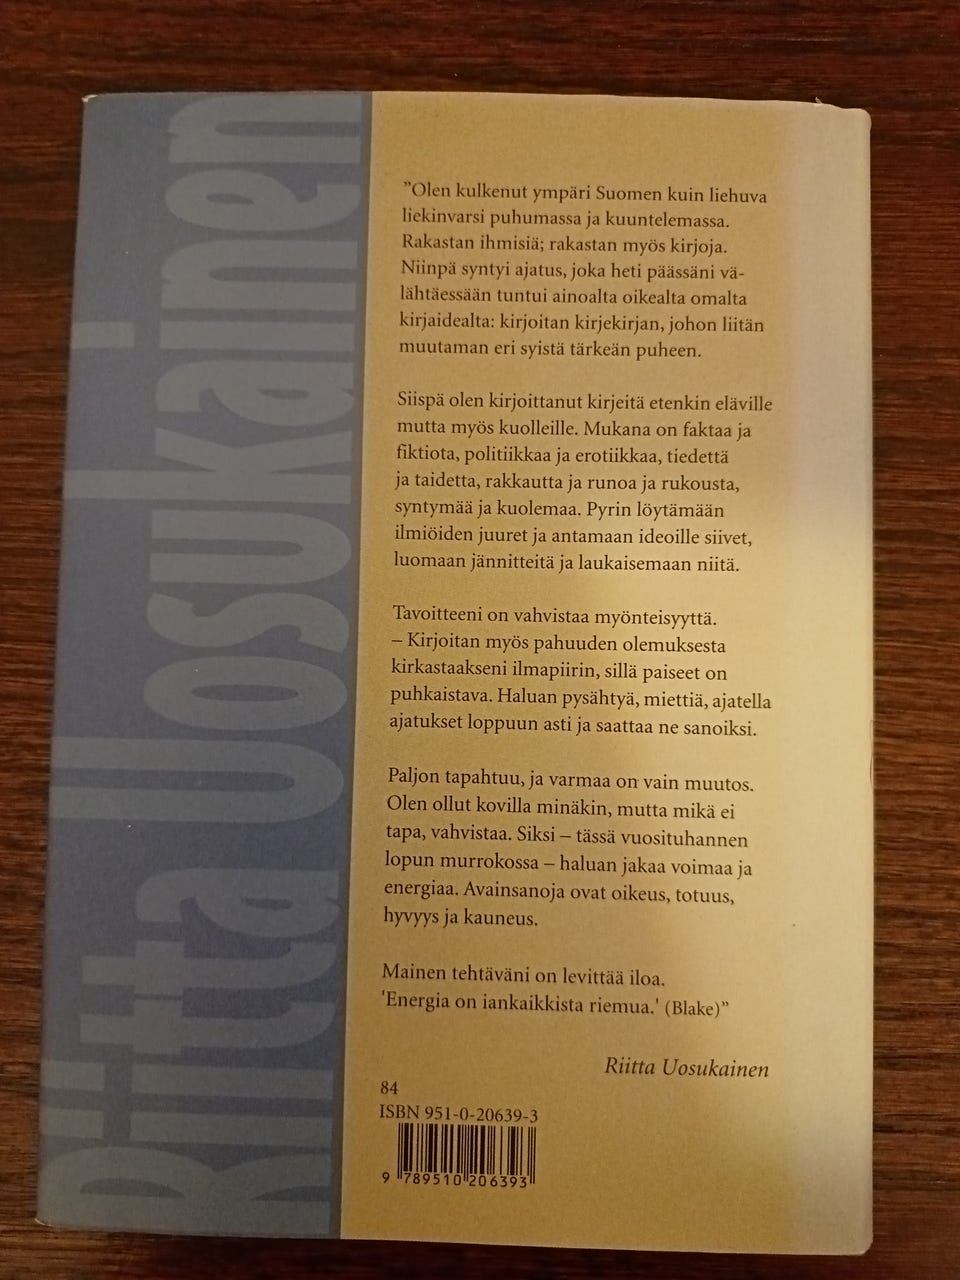 Riitta Uosukainen
”Olen kulkenut ympäri Suomen kuin liehuva
liekinvarsi puhumassa ja kuuntelemassa.
Rakastan ihmisiä; rakastan myös kirjoja.
Niinpä syntyi ajatus, joka heti päässäni vä-
lähtäessään tuntui ainoalta oikealta omalta
kirjaidealta: kirjoitan kirjekirjan, johon liitän
muutaman eri syistä tärkeän puheen.
Siispä olen kirjoittanut kirjeitä etenkin eläville
mutta myös kuolleille. Mukana on faktaa ja
fiktiota, politiikkaa ja erotiikkaa, tiedettä
ja taidetta, rakkautta ja runoa ja rukousta,
syntymää ja kuolemaa. Pyrin löytämään
ilmiöiden juuret ja antamaan ideoille siivet,
luomaan jännitteitä ja laukaisemaan niitä.
Tavoitteeni on vahvistaa myönteisyyttä.
– Kirjoitan myös pahuuden olemuksesta
kirkastaakseni ilmapiirin, sillä paiseet on
puhkaistava. Haluan pysähtyä, miettiä, ajatella
ajatukset loppuun asti ja saattaa ne sanoiksi.
Paljon tapahtuu, ja varmaa on vain muutos.
Olen ollut kovilla minäkin, mutta mikä ei
tapa, vahvistaa. Siksi – tässä vuosituhannen
lopun murrokossa – haluan jakaa voimaa ja
energiaa. Avainsanoja ovat oikeus, totuus,
hyvyys ja kauneus.
Mainen tehtäväni on levittää iloa.
'Energia on iankaikkista riemua.' (Blake)”
Riitta Uosukainen
84
ISBN 951-0-20639-3
9 789510 206393